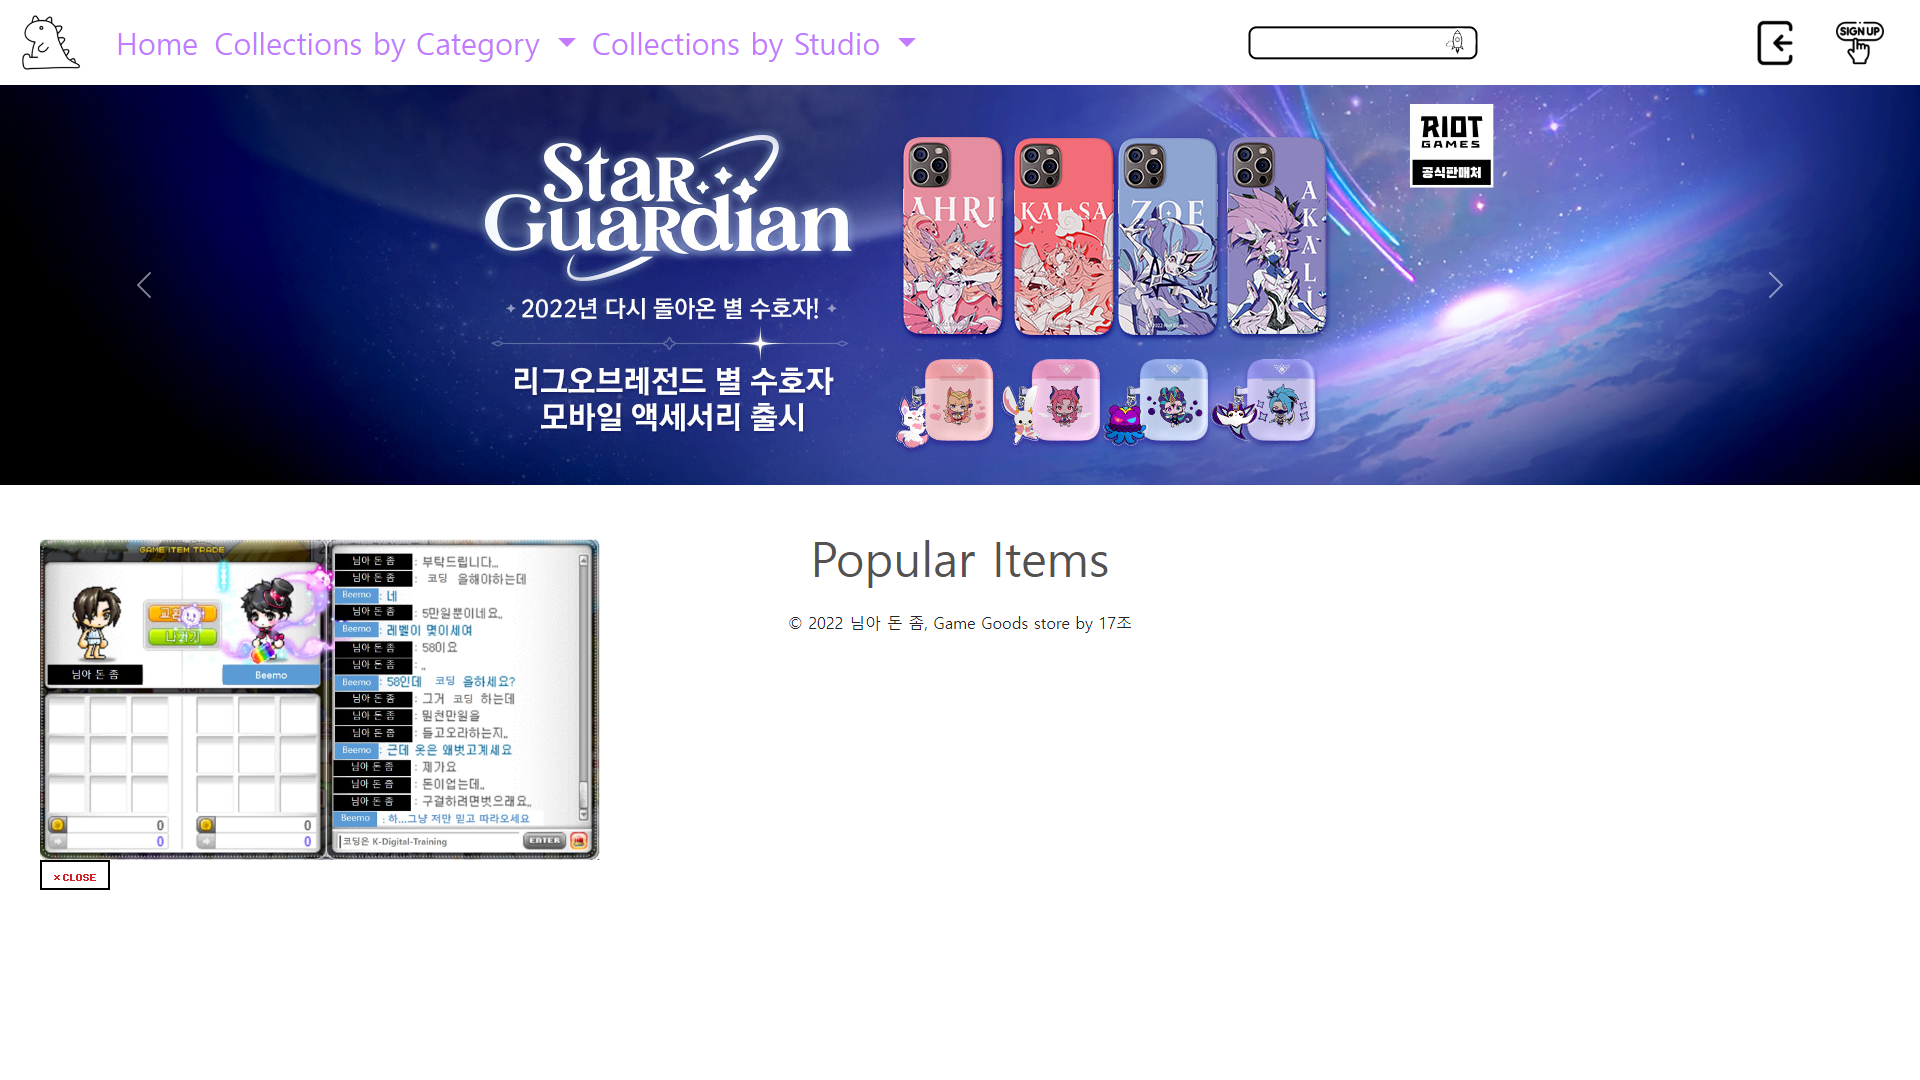 Home Collections by Category Collections by Studio
SIGN UP
STAR GUARDIAN
2022년 다시 돌아온 별 수호자!
리그오브레전드 별 수호자
모바일 액세서리 출시
AHRI
KAI'SA
ZOE
AKALI
RIOT GAMES
공식판매처
Popular Items
© 2022 님아 돈 좀, Game Goods store by 17조
GAME ITEM TRADE
교환하기
나가기
님아 돈 좀
Beemo
0 0
0 0
님아 돈 좀 : 부탁드립니다...
님아 돈 좀 : 코딩 을해야하는데
Beemo : 네
님아 돈 좀 : 5만원뿐이네요..
Beemo : 레벨이 몇이세여
님아 돈 좀 : 58이요
님아 돈 좀 : ..
Beemo : 58인데 코딩 을하세요?
님아 돈 좀 : 그거 코딩 하는데
님아 돈 좀 : 뭔천만원을
님아 돈 좀 : 들고오라하는지..
Beemo : 근데 옷은 왜벗고계세요
님아 돈 좀 : 제가요
님아 돈 좀 : 돈이업는데..
님아 돈 좀 : 구걸하려면벗으래요..
Beemo : 하...그냥 저만 믿고 따라오세요
코딩은 K-Digital-Training ENTER
× CLOSE